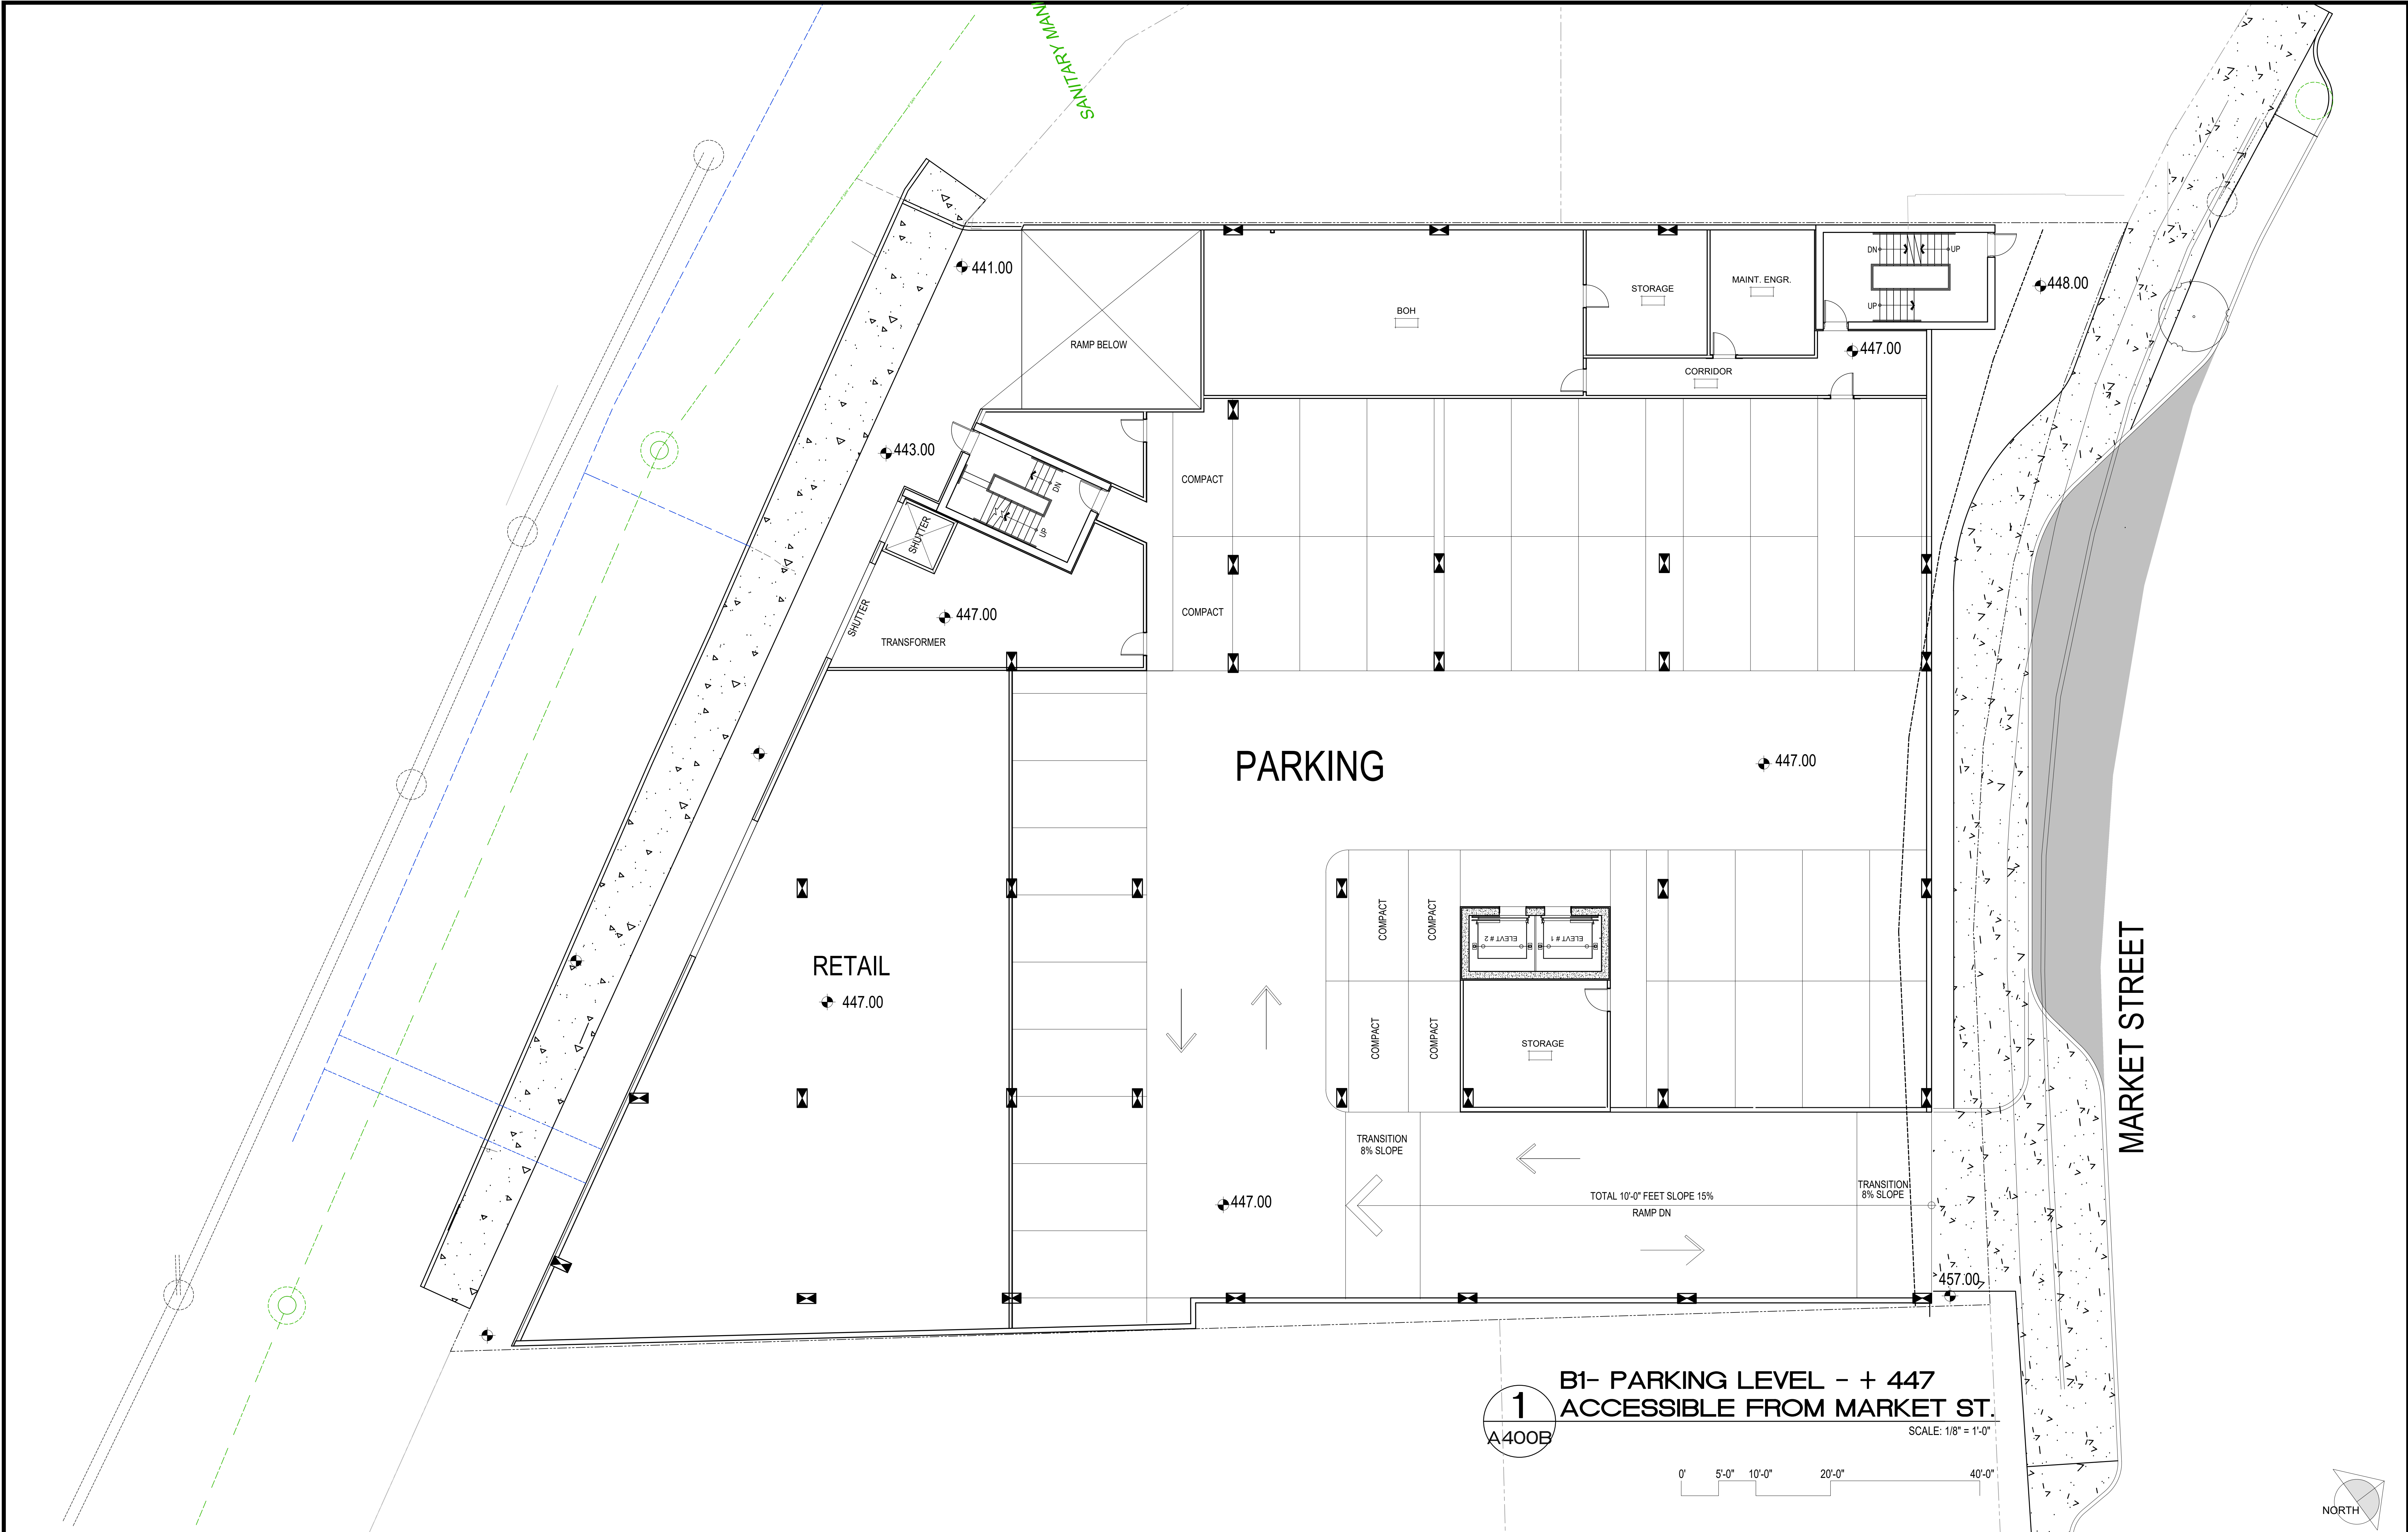 SANITARY MAN
441.00
DN
UP
UP
448.00
STORAGE
MAINT. ENGR.
BOH
RAMP BELOW
447.00
CORRIDOR
443.00
COMPACT
DN
UP
SHUTTER
SHUTTER
447.00
COMPACT
TRANSFORMER
PARKING
447.00
COMPACT
COMPACT
ELEVT # 2
ELEVT # 1
RETAIL
447.00
COMPACT
COMPACT
STORAGE
MARKET STREET
TRANSITION
8% SLOPE
TRANSITION
8% SLOPE
447.00
TOTAL 10'-0" FEET SLOPE 15%
RAMP DN
457.00
1
A400B
B1- PARKING LEVEL - + 447
ACCESSIBLE FROM MARKET ST.
SCALE: 1/8" = 1'-0"
0'
5'-0"
10'-0"
20'-0"
40'-0"
NORTH